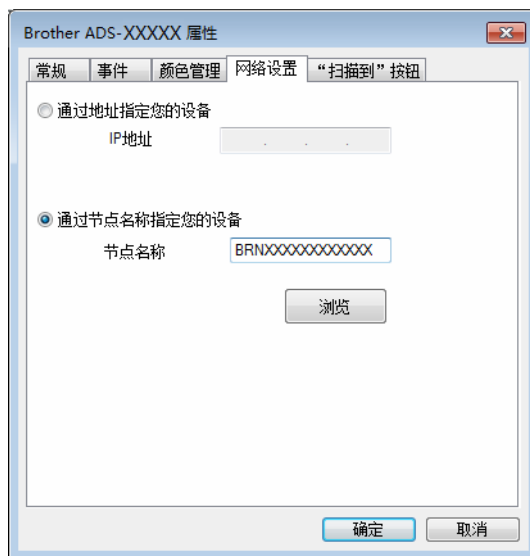 Brother ADS-XXXXX 属性
常规 事件 颜色管理 网络设置 “扫描到”按钮
通过地址指定您的设备
IP地址 . . .
通过节点名称指定您的设备
节点名称 BRNXXXXXXXXXXXX
浏览
确定 取消